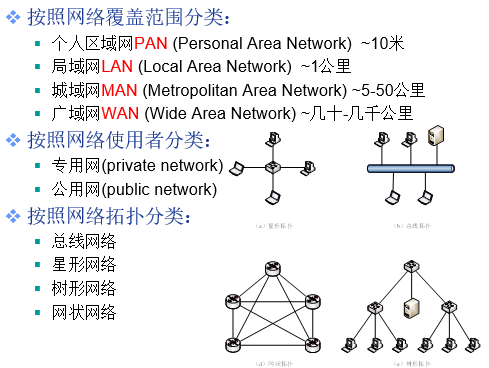 按照网络覆盖范围分类：
个人区域网PAN (Personal Area Network) ~10米
局域网LAN (Local Area Network) ~1公里
城域网MAN (Metropolitan Area Network) ~5-50公里
广域网WAN (Wide Area Network) ~几十-几千公里
按照网络使用者分类：
专用网(private network)
公用网(public network)
（a）星形拓扑
（b）总线拓扑
按照网络拓扑分类：
总线网络
星形网络
树形网络
网状网络
（d）网状拓扑
（c）树形拓扑